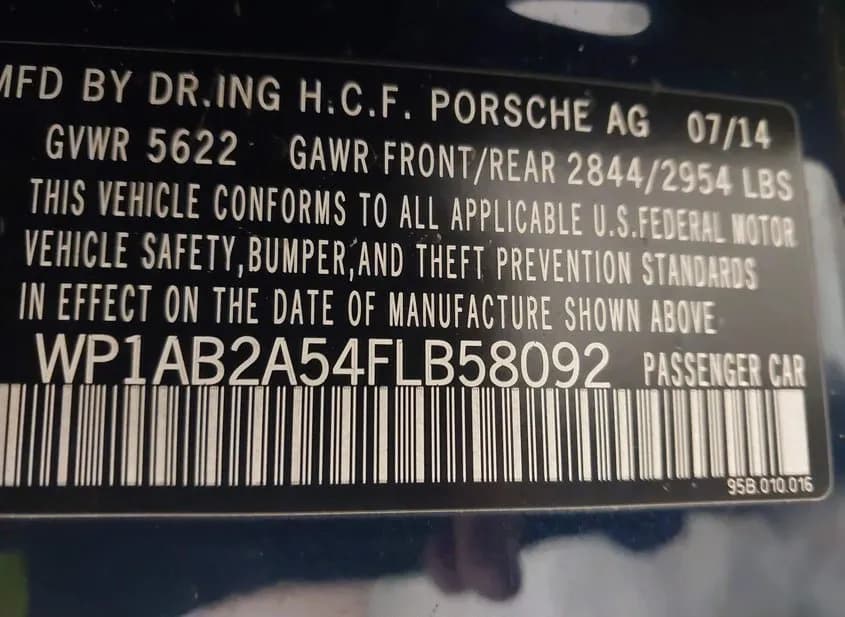 MFD BY DR.ING H.C.F. PORSCHE AG 07/14
GVWR 5622 GAWR FRONT/REAR 2844/2954 LBS
THIS VEHICLE CONFORMS TO ALL APPLICABLE U.S.FEDERAL MOTOR
VEHICLE SAFETY,BUMPER,AND THEFT PREVENTION STANDARDS
IN EFFECT ON THE DATE OF MANUFACTURE SHOWN ABOVE
WP1AB2A54FLB58092 PASSENGER CAR
95B.010.016